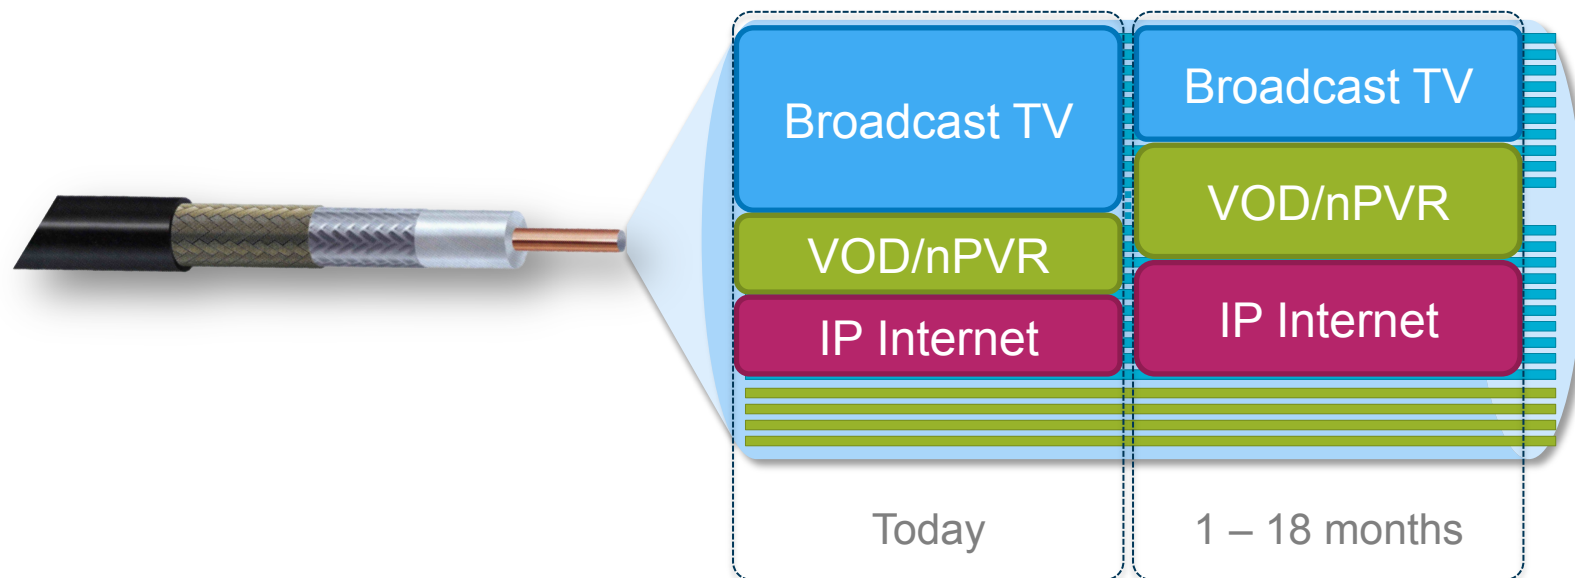 Broadcast TV
VOD/nPVR
IP Internet
Today
Broadcast TV
VOD/nPVR
IP Internet
1 – 18 months